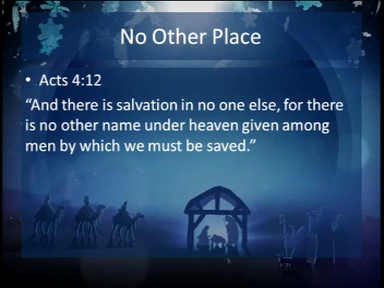 No Other Place
• Acts 4:12
“And there is salvation in no one else, for there
is no other name under heaven given among
men by which we must be saved.”